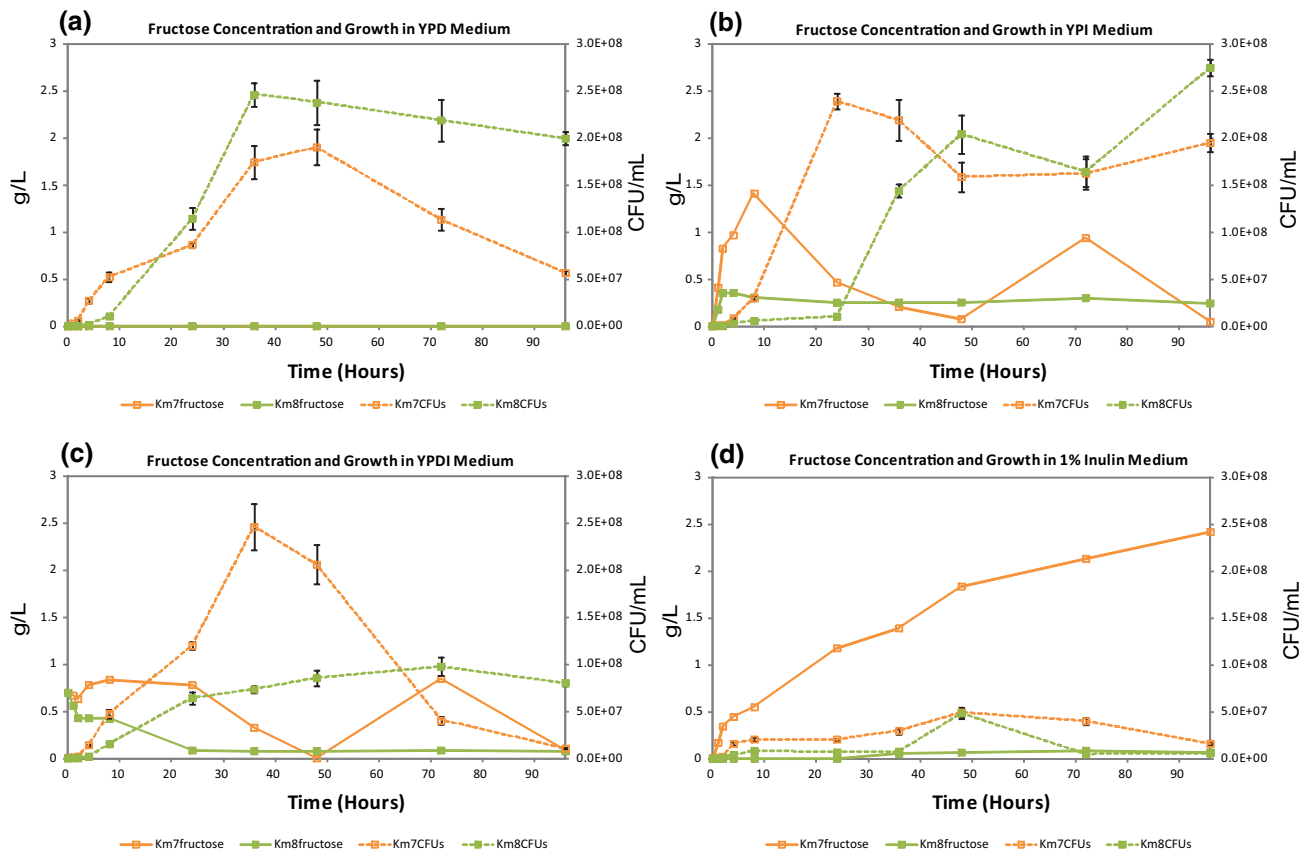 (a)
Fructose Concentration and Growth in YPD Medium
3
2.5
2
1.5
1
0.5
0
g/L
3.0E+08
2.5E+08
2.0E+08
1.5E+08
1.0E+08
5.0E+07
0.0E+00
CFU/mL
0 10 20 30 40 50 60 70 80 90
Time (Hours)
Km7fructose Km8fructose Km7CFUs Km8CFUs
(b)
Fructose Concentration and Growth in YPI Medium
3
2.5
2
1.5
1
0.5
0
g/L
3.0E+08
2.5E+08
2.0E+08
1.5E+08
1.0E+08
5.0E+07
0.0E+00
CFU/mL
0 10 20 30 40 50 60 70 80 90
Time (Hours)
Km7fructose Km8fructose Km7CFUs Km8CFUs
(c)
Fructose Concentration and Growth in YPDI Medium
3
2.5
2
1.5
1
0.5
0
g/L
3.0E+08
2.5E+08
2.0E+08
1.5E+08
1.0E+08
5.0E+07
0.0E+00
CFU/mL
0 10 20 30 40 50 60 70 80 90
Time (Hours)
Km7fructose Km8fructose Km7CFUs Km8CFUs
(d)
Fructose Concentration and Growth in 1% Inulin Medium
3
2.5
2
1.5
1
0.5
0
g/L
3.0E+08
2.5E+08
2.0E+08
1.5E+08
1.0E+08
5.0E+07
0.0E+00
CFU/mL
0 10 20 30 40 50 60 70 80 90
Time (Hours)
Km7fructose Km8fructose Km7CFUs Km8CFUs